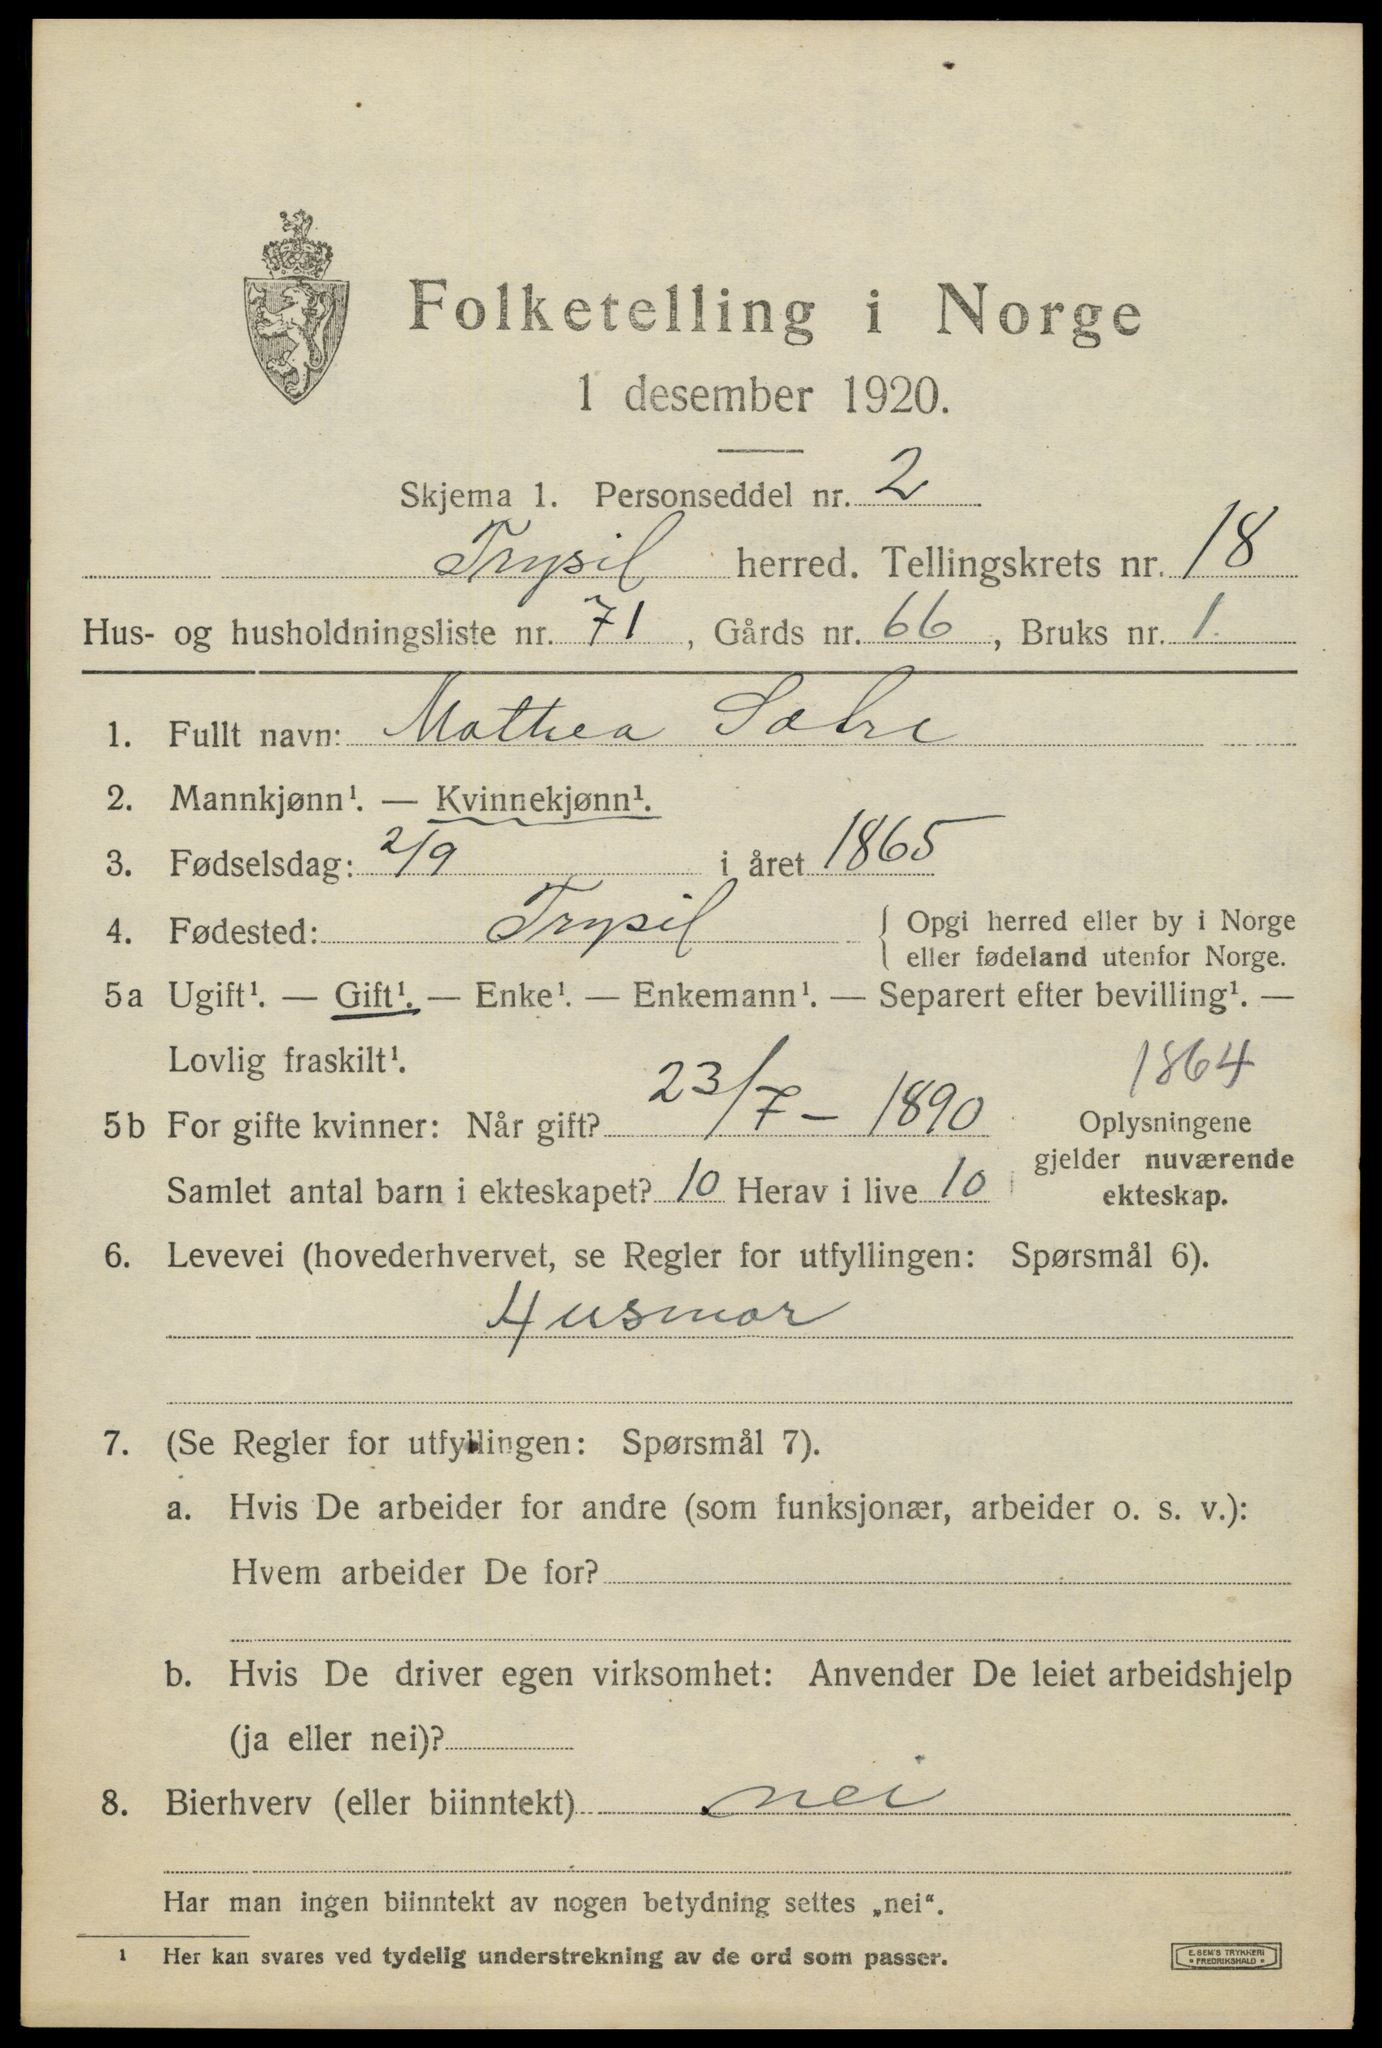 Folketelling i Norge
1 desember 1920.
Skjema 1. Personseddel nr. 2
Trysil herred. Tellingskrets nr. 18
Hus- og husholdningsliste nr. 71, Gårds nr. 66, Bruks nr. 1.
1. Fullt navn: Mathea Sætre
2. Mannkjønn¹. — Kvinnekjønn¹.
3. Fødselsdag: 2/9 i året 1865
4. Fødested: Trysil { Opgi herred eller by i Norge
eller fødeland utenfor Norge.
5a Ugift¹. — Gift¹. — Enke¹. — Enkemann¹. — Separert efter bevilling¹. —
Lovlig fraskilt¹.
1864
5b For gifte kvinner: Når gift? 23/7 – 1890 Oplysningene
gjelder nuværende
Samlet antal barn i ekteskapet? 10 Herav i live 10 ekteskap.
6. Levevei (hovederhvervet, se Regler for utfyllingen: Spørsmål 6).
Husmor
7. (Se Regler for utfyllingen: Spørsmål 7).
a. Hvis De arbeider for andre (som funksjonær, arbeider o. s. v.):
Hvem arbeider De for?
b. Hvis De driver egen virksomhet: Anvender De leiet arbeidshjelp
(ja eller nei)?
8. Bierhverv (eller biinntekt) nei
Har man ingen biinntekt av nogen betydning settes „nei“.
¹ Her kan svares ved tydelig understrekning av de ord som passer.
E. SEM'S TRYKKERI
* FREDRIKSHALD *